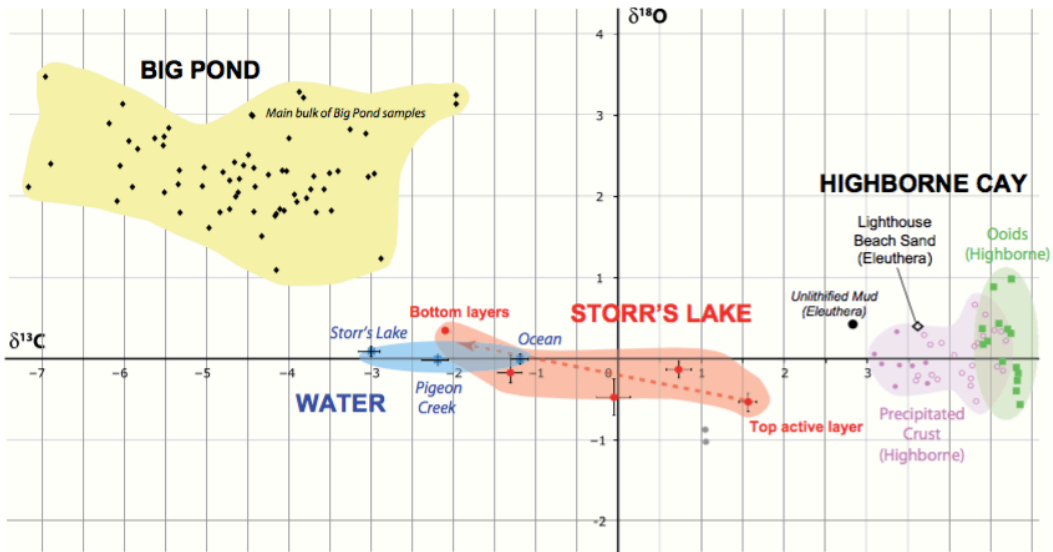 δ18O
4
BIG POND
Main bulk of Big Pond samples
3
2
HIGHBORNE CAY
Lighthouse
Beach Sand
(Eleuthera)
Ooids
(Highborne)
1
Unlithified Mud
(Eleuthera)
Bottom layers
STORR'S LAKE
δ13C
Storr's Lake
Ocean
-7
-6
-5
-4
-3
-2
-1
0
1
2
3
4
5
WATER
Pigeon
Creek
Top active layer
Precipitated
Crust
(Highborne)
-1
-2